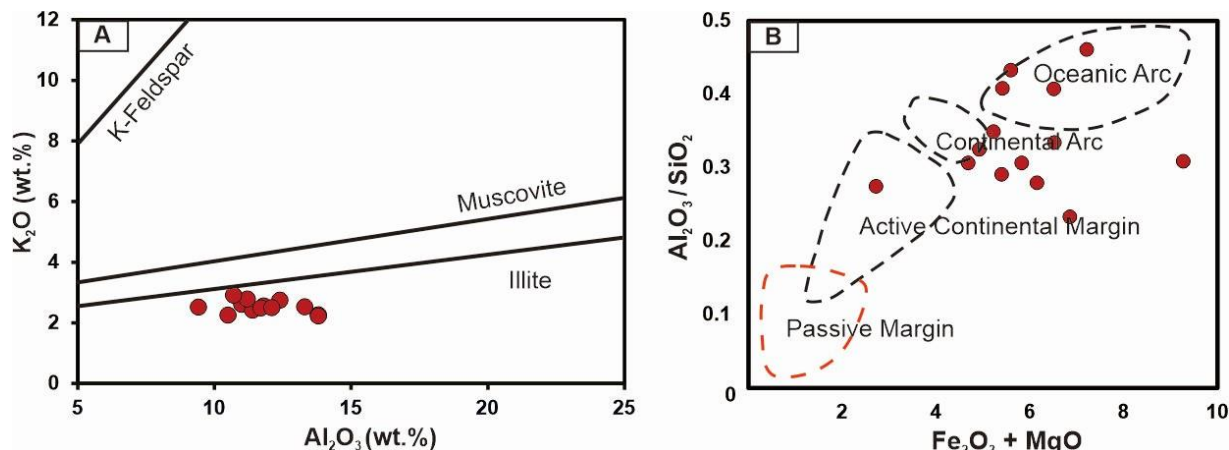 A
K₂O (wt.%)
12
10
8
6
4
2
0
K-Feldspar
Muscovite
Illite
5
10
15
20
25
Al₂O₃ (wt.%)
B
Al₂O₃ / SiO₂
0.5
0.4
0.3
0.2
0.1
0
Oceanic Arc
Continental Arc
Active Continental Margin
Passive Margin
2
4
6
8
10
Fe₂O₃ + MgO